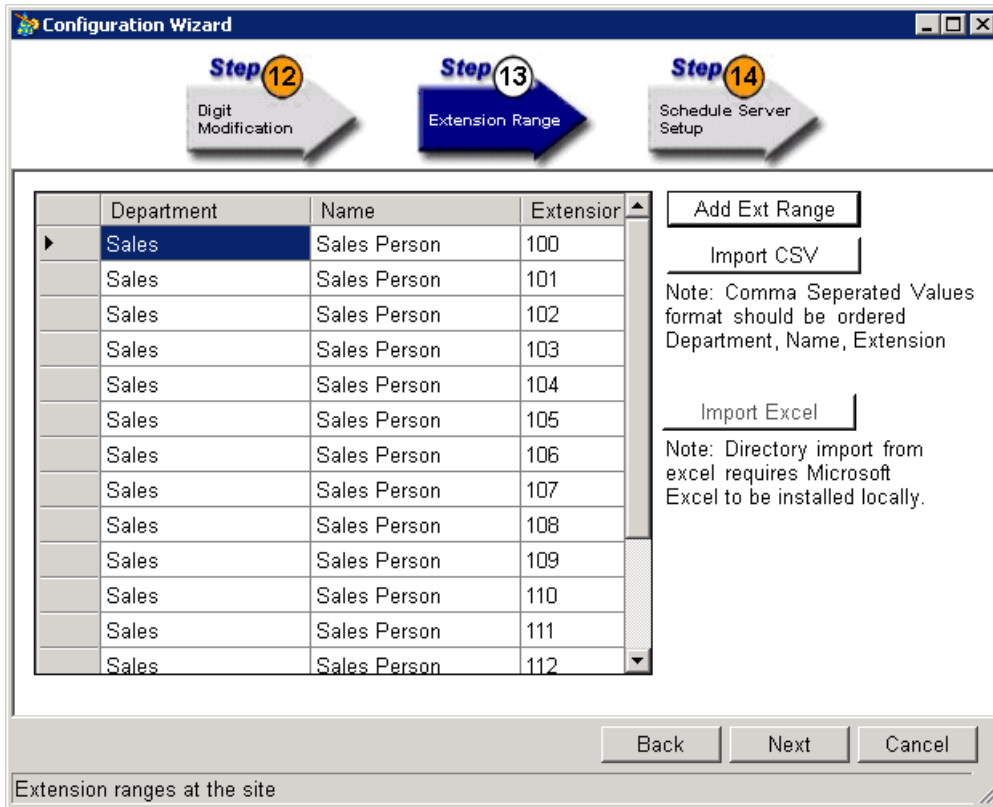 Configuration Wizard
Step 12
Digit
Modification
Step 13
Extension Range
Step 14
Schedule Server
Setup
Department Name Extensior
Sales Sales Person 100
Sales Sales Person 101
Sales Sales Person 102
Sales Sales Person 103
Sales Sales Person 104
Sales Sales Person 105
Sales Sales Person 106
Sales Sales Person 107
Sales Sales Person 108
Sales Sales Person 109
Sales Sales Person 110
Sales Sales Person 111
Sales Sales Person 112
Add Ext Range
Import CSV
Note: Comma Seperated Values
format should be ordered
Department, Name, Extension
Import Excel
Note: Directory import from
excel requires Microsoft
Excel to be installed locally.
Back Next Cancel
Extension ranges at the site